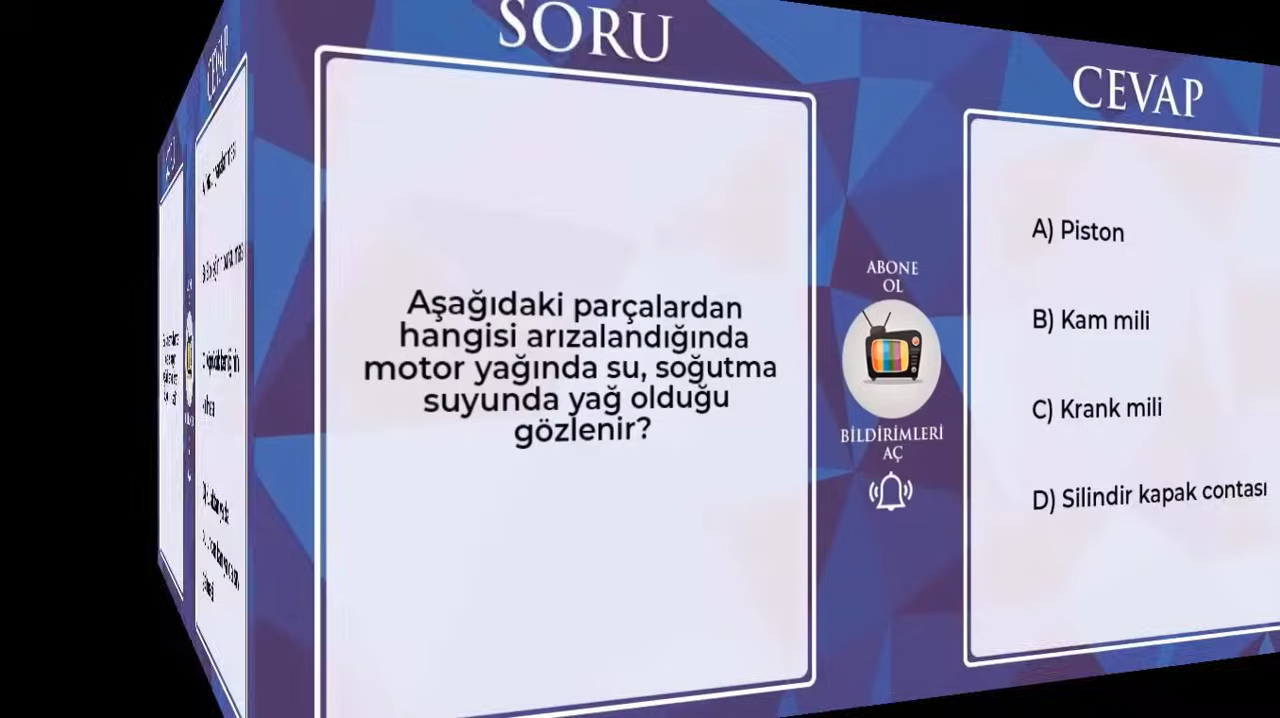 SORU
Aşağıdaki parçalardan
hangisi arızalandığında
motor yağında su, soğutma
suyunda yağ olduğu
gözlenir?
ABONE
OL
BİLDİRİMLERİ
AÇ
CEVAP
A) Piston
B) Kam mili
C) Krank mili
D) Silindir kapak contası
CEVAP